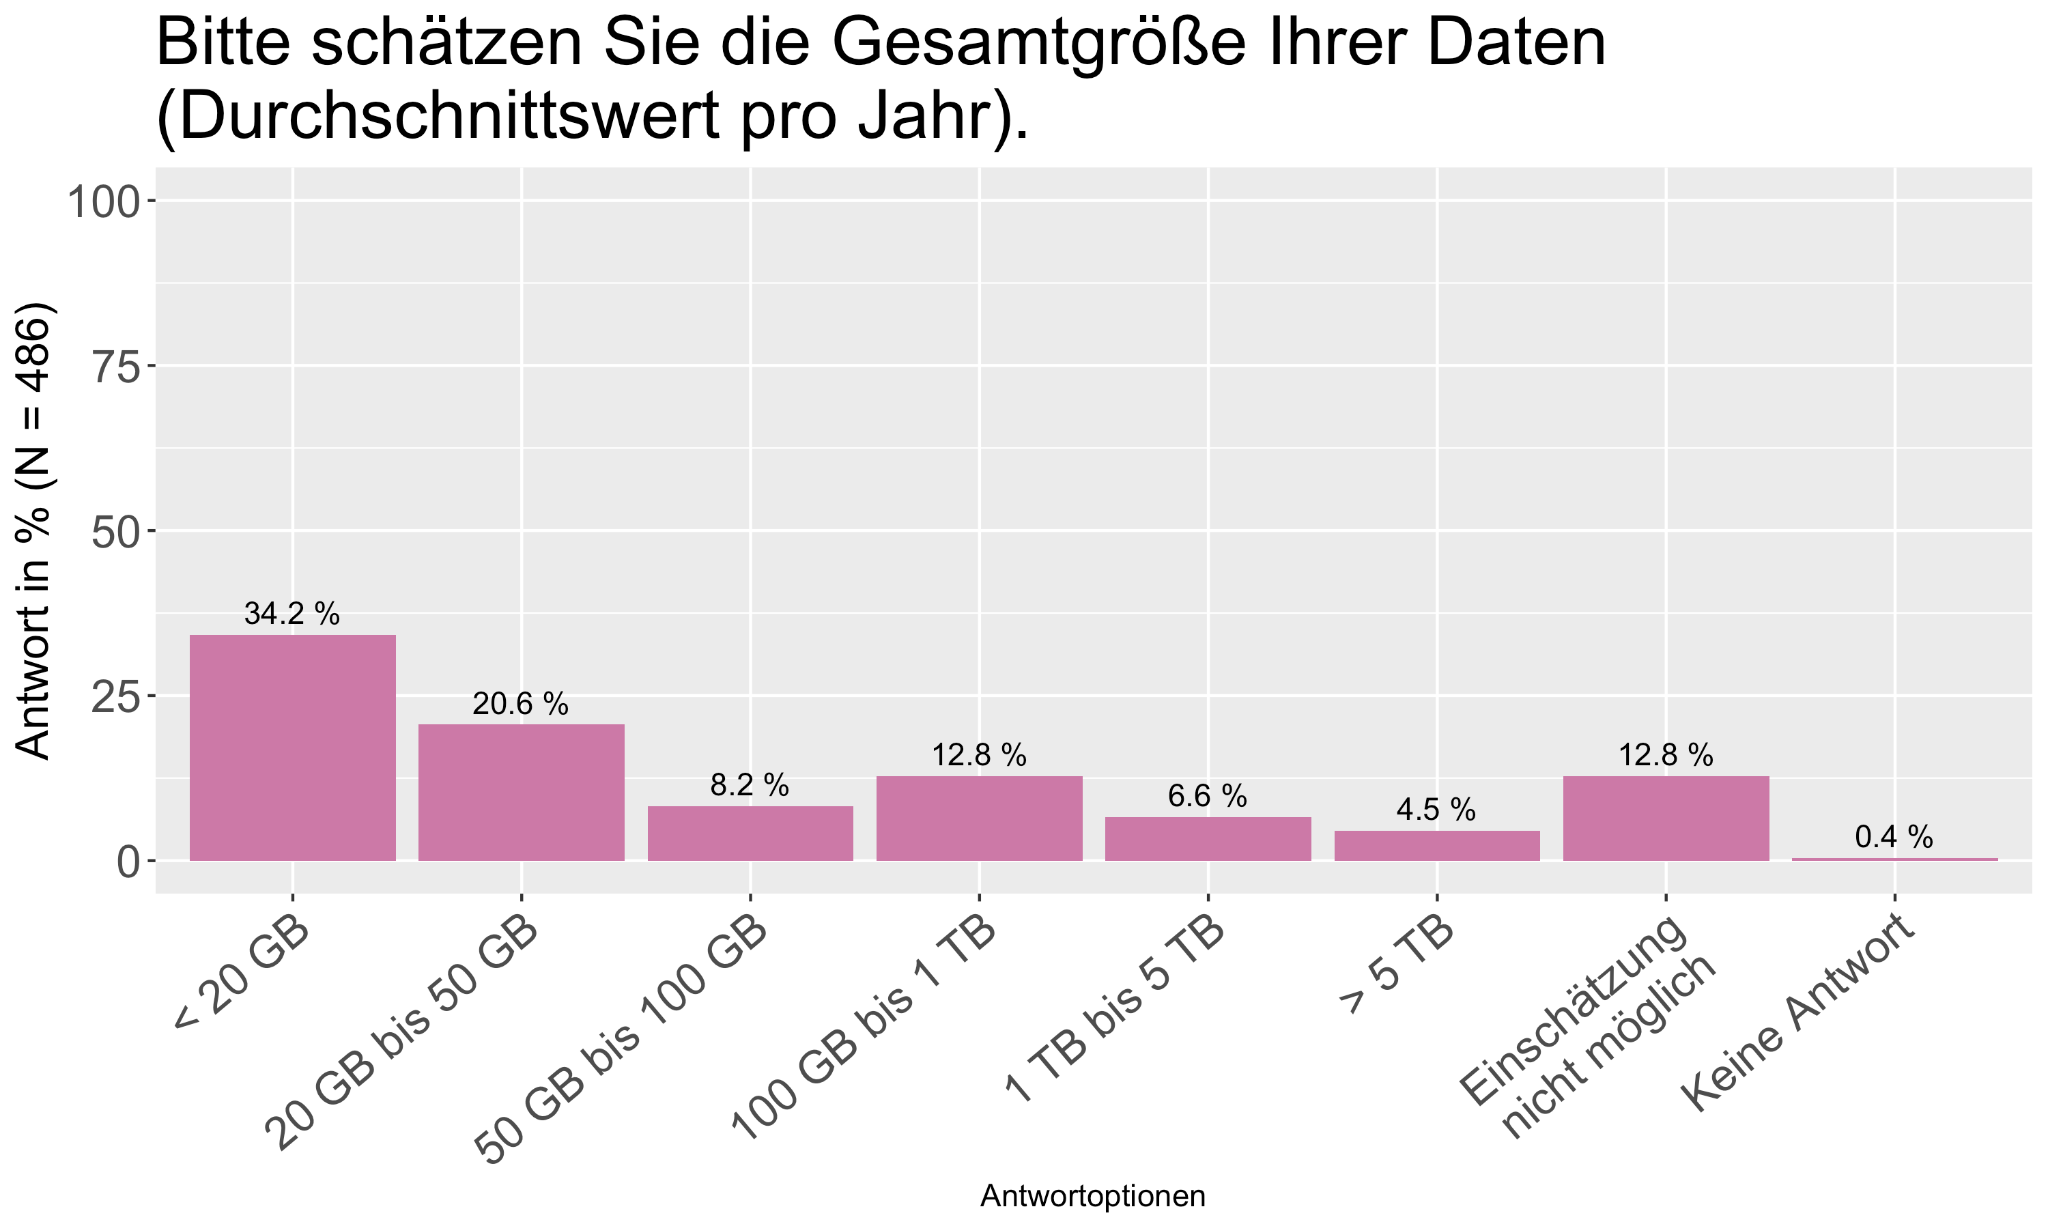 Bitte schätzen Sie die Gesamtgröße Ihrer Daten
(Durchschnittswert pro Jahr).
Antwort in % (N = 486)
100
75
50
25
0
34.2 %
20.6 %
8.2 %
12.8 %
6.6 %
4.5 %
12.8 %
0.4 %
< 20 GB
20 GB bis 50 GB
50 GB bis 100 GB
100 GB bis 1 TB
1 TB bis 5 TB
> 5 TB
Einschätzung
nicht möglich
Keine Antwort
Antwortoptionen